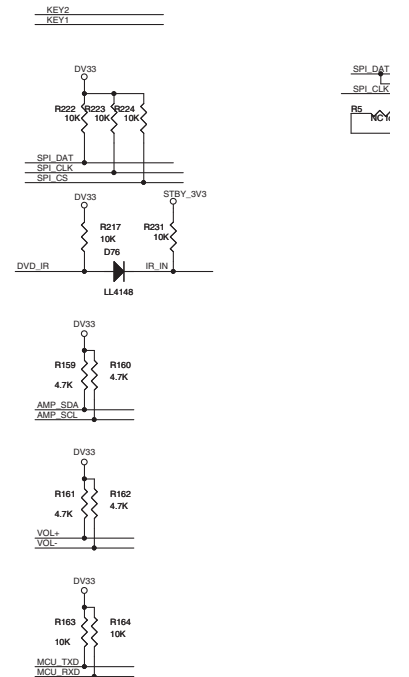 KEY2
KEY1
DV33
R222 R223 R224
10K 10K 10K
SPI_DAT
SPI_CLK
SPI_CS
SPI_DAT
SPI_CLK
R5
DV33
STBY_3V3
R217
10K
R231
10K
D76
DVD_IR
IR_IN
LL4148
DV33
R159
4.7K
R160
4.7K
AMP_SDA
AMP_SCL
DV33
R161
4.7K
R162
4.7K
VOL+
VOL-
DV33
R163
10K
R164
10K
MCU_TXD
MCU_RXD